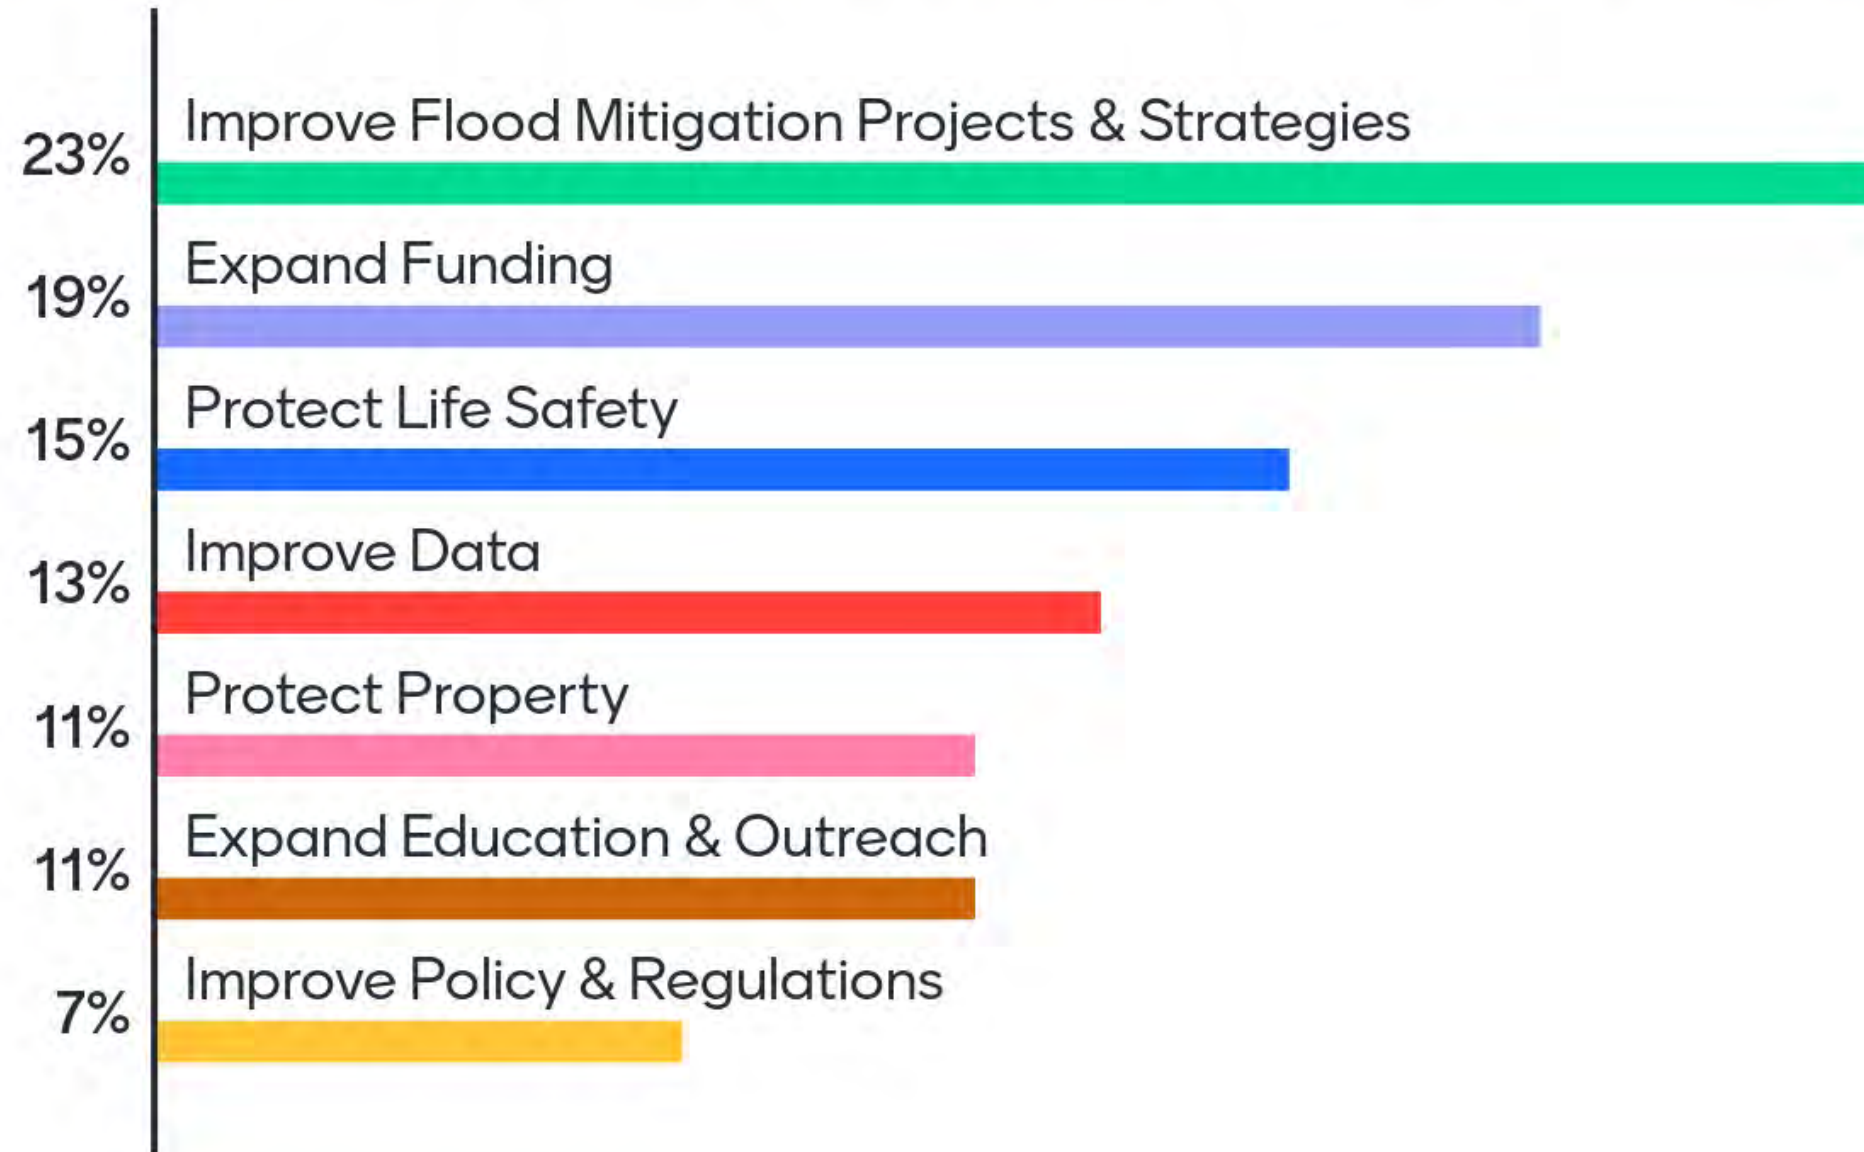 Improve Flood Mitigation Projects & Strategies
23%
Expand Funding
19%
Protect Life Safety
15%
Improve Data
13%
Protect Property
11%
Expand Education & Outreach
11%
Improve Policy & Regulations
7%